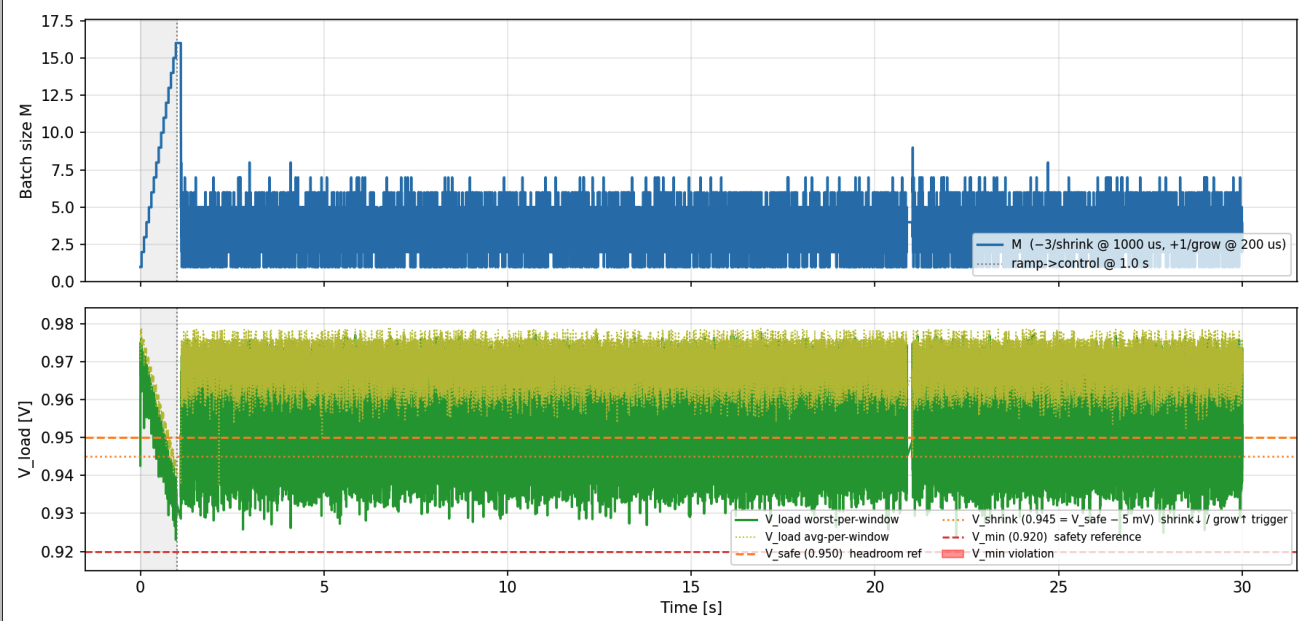 17.5
15.0
12.5
10.0
7.5
5.0
2.5
0.0
Batch size M
M (−3/shrink @ 1000 us, +1/grow @ 200 us)
ramp->control @ 1.0 s
0.98
0.97
0.96
0.95
0.94
0.93
0.92
V_load [V]
V_load worst-per-window
V_load avg-per-window
V_safe (0.950) headroom ref
V_shrink (0.945 = V_safe − 5 mV) shrink↓ / grow↑ trigger
V_min (0.920) safety reference
V_min violation
0 5 10 15 20 25 30
Time [s]